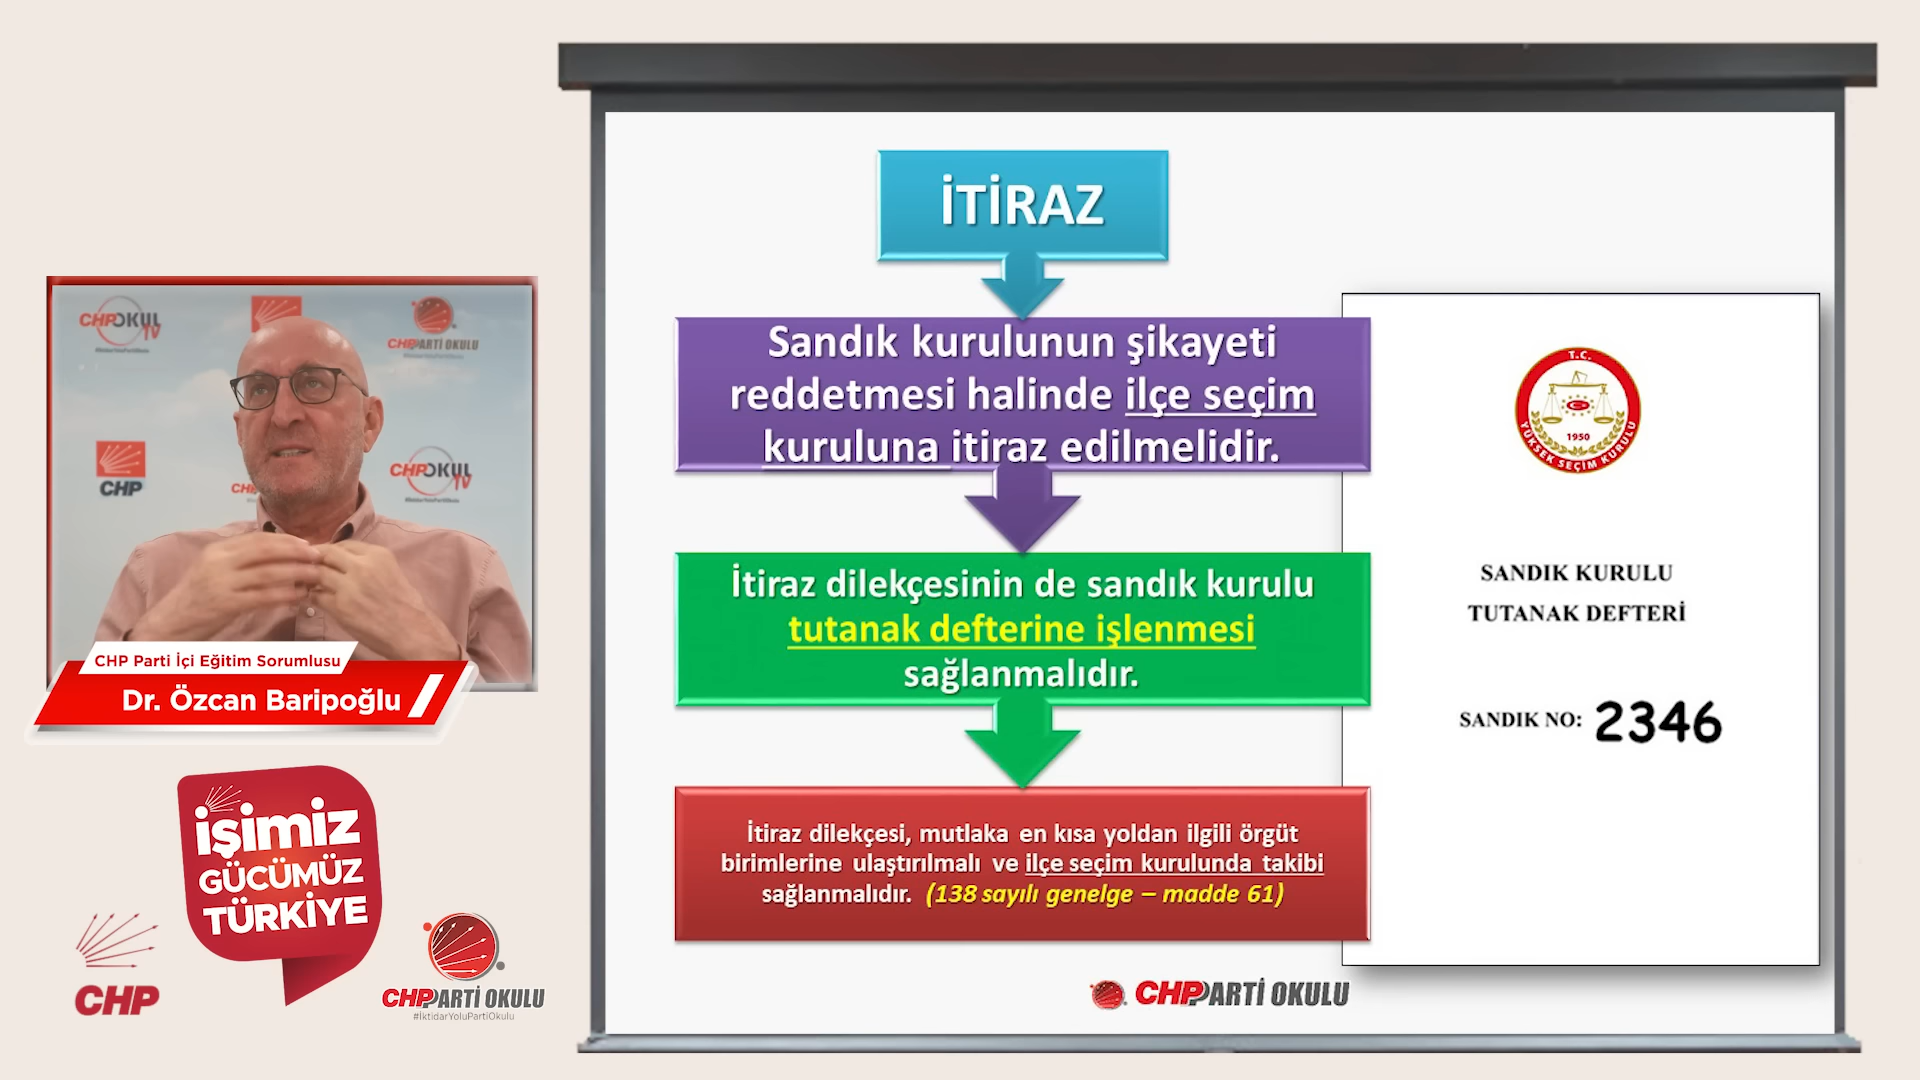 İTİRAZ
Sandık kurulunun şikayeti
reddetmesi halinde ilçe seçim
kuruluna itiraz edilmelidir.
İtiraz dilekçesinin de sandık kurulu
tutanak defterine işlenmesi
sağlanmalıdır.
İtiraz dilekçesi, mutlaka en kısa yoldan ilgili örgüt
birimlerine ulaştırılmalı ve ilçe seçim kurulunda takibi
sağlanmalıdır. (138 sayılı genelge – madde 61)
T.C.
1950
YÜKSEK SEÇİM KURULU
SANDIK KURULU
TUTANAK DEFTERİ
SANDIK NO: 2346
CHPPARTİ OKULU
CHPOKUL
TV
CHPPARTİ OKULU
CHP
CHPOKUL
TV
CHP Parti İçi Eğitim Sorumlusu
Dr. Özcan Baripoğlu
işimiz
GÜCÜMÜZ
TÜRKİYE
CHP
CHPPARTİ OKULU
#İktidarYoluPartiOkulu